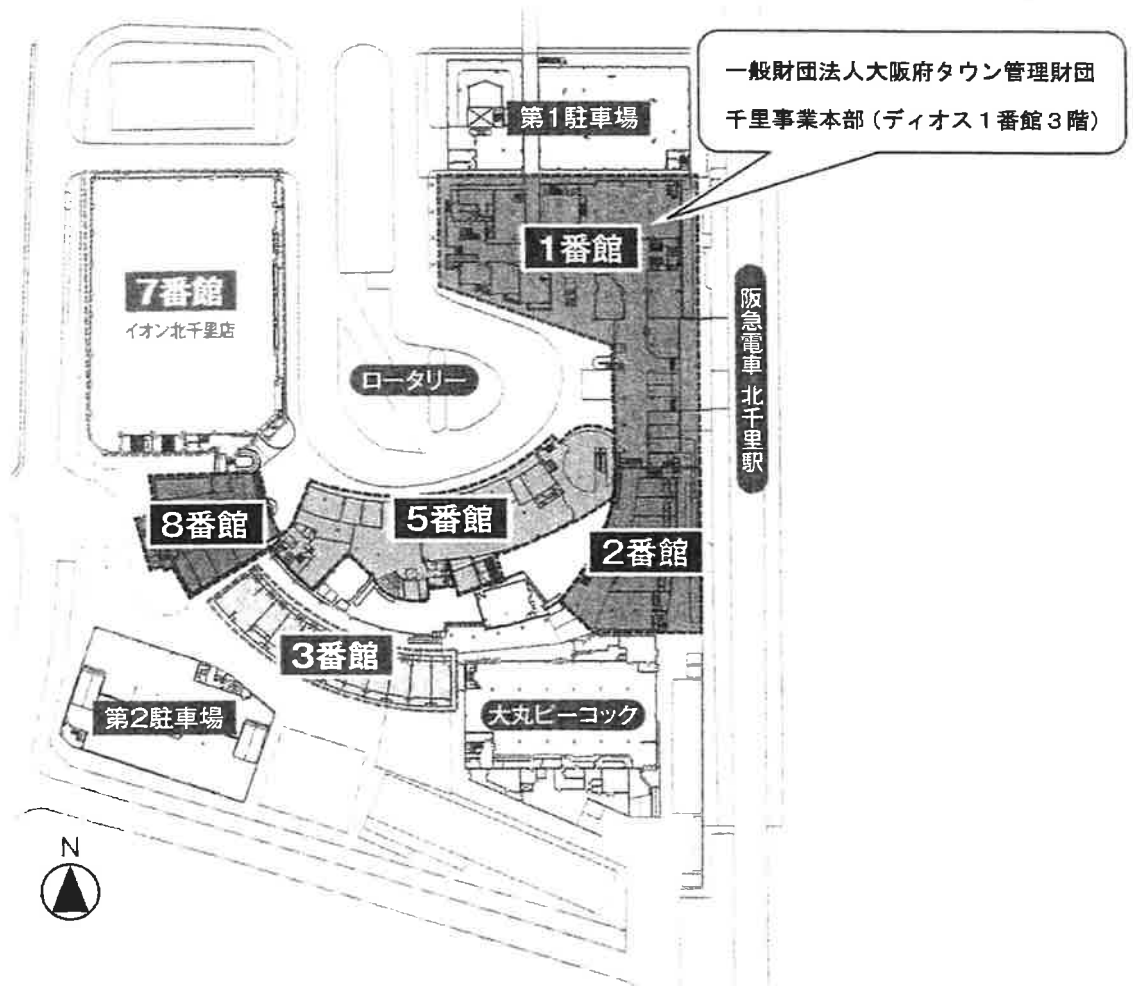 一般財団法人大阪府タウン管理財団
千里事業本部(ディオス1番館3階)
第1駐車場
1番館
7番館
イオン北千里店
阪急電車 北千里駅
ロータリー
5番館
8番館
2番館
3番館
第2駐車場
大丸ピーコック
N